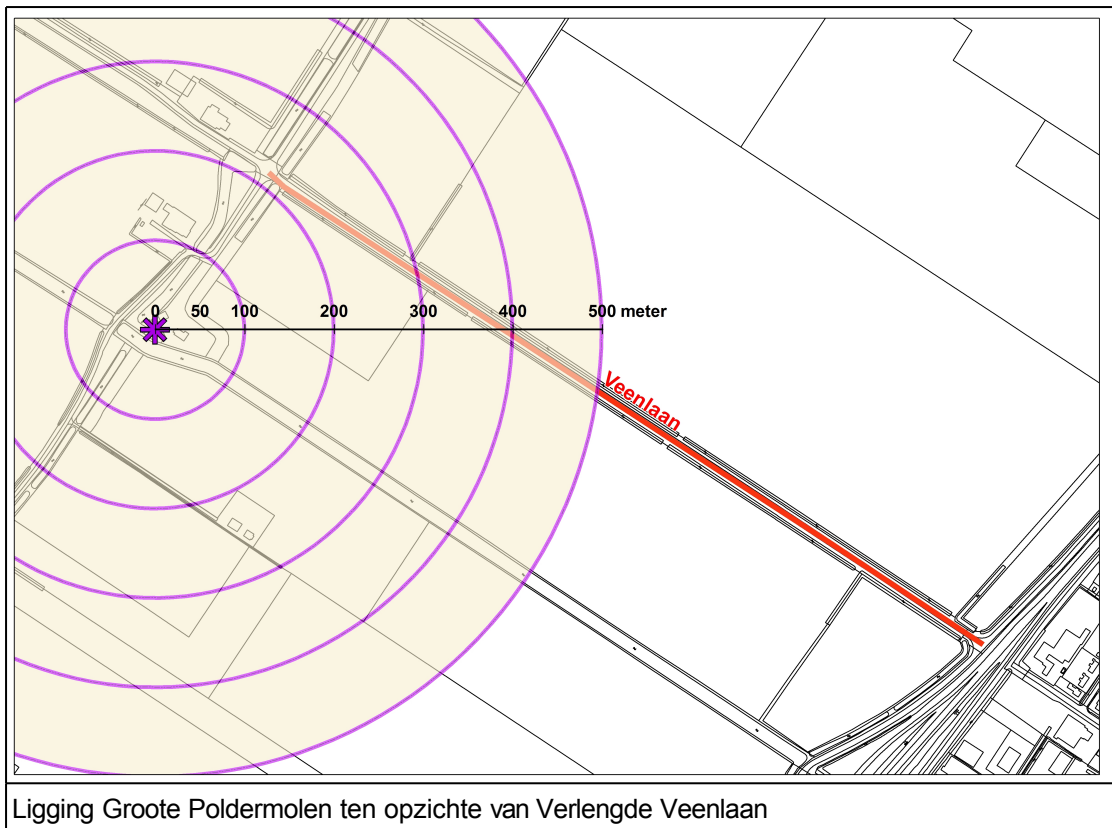 0 50 100 200 300 400 500 meter
Veenlaan
Ligging Groote Poldermolen ten opzichte van Verlengde Veenlaan